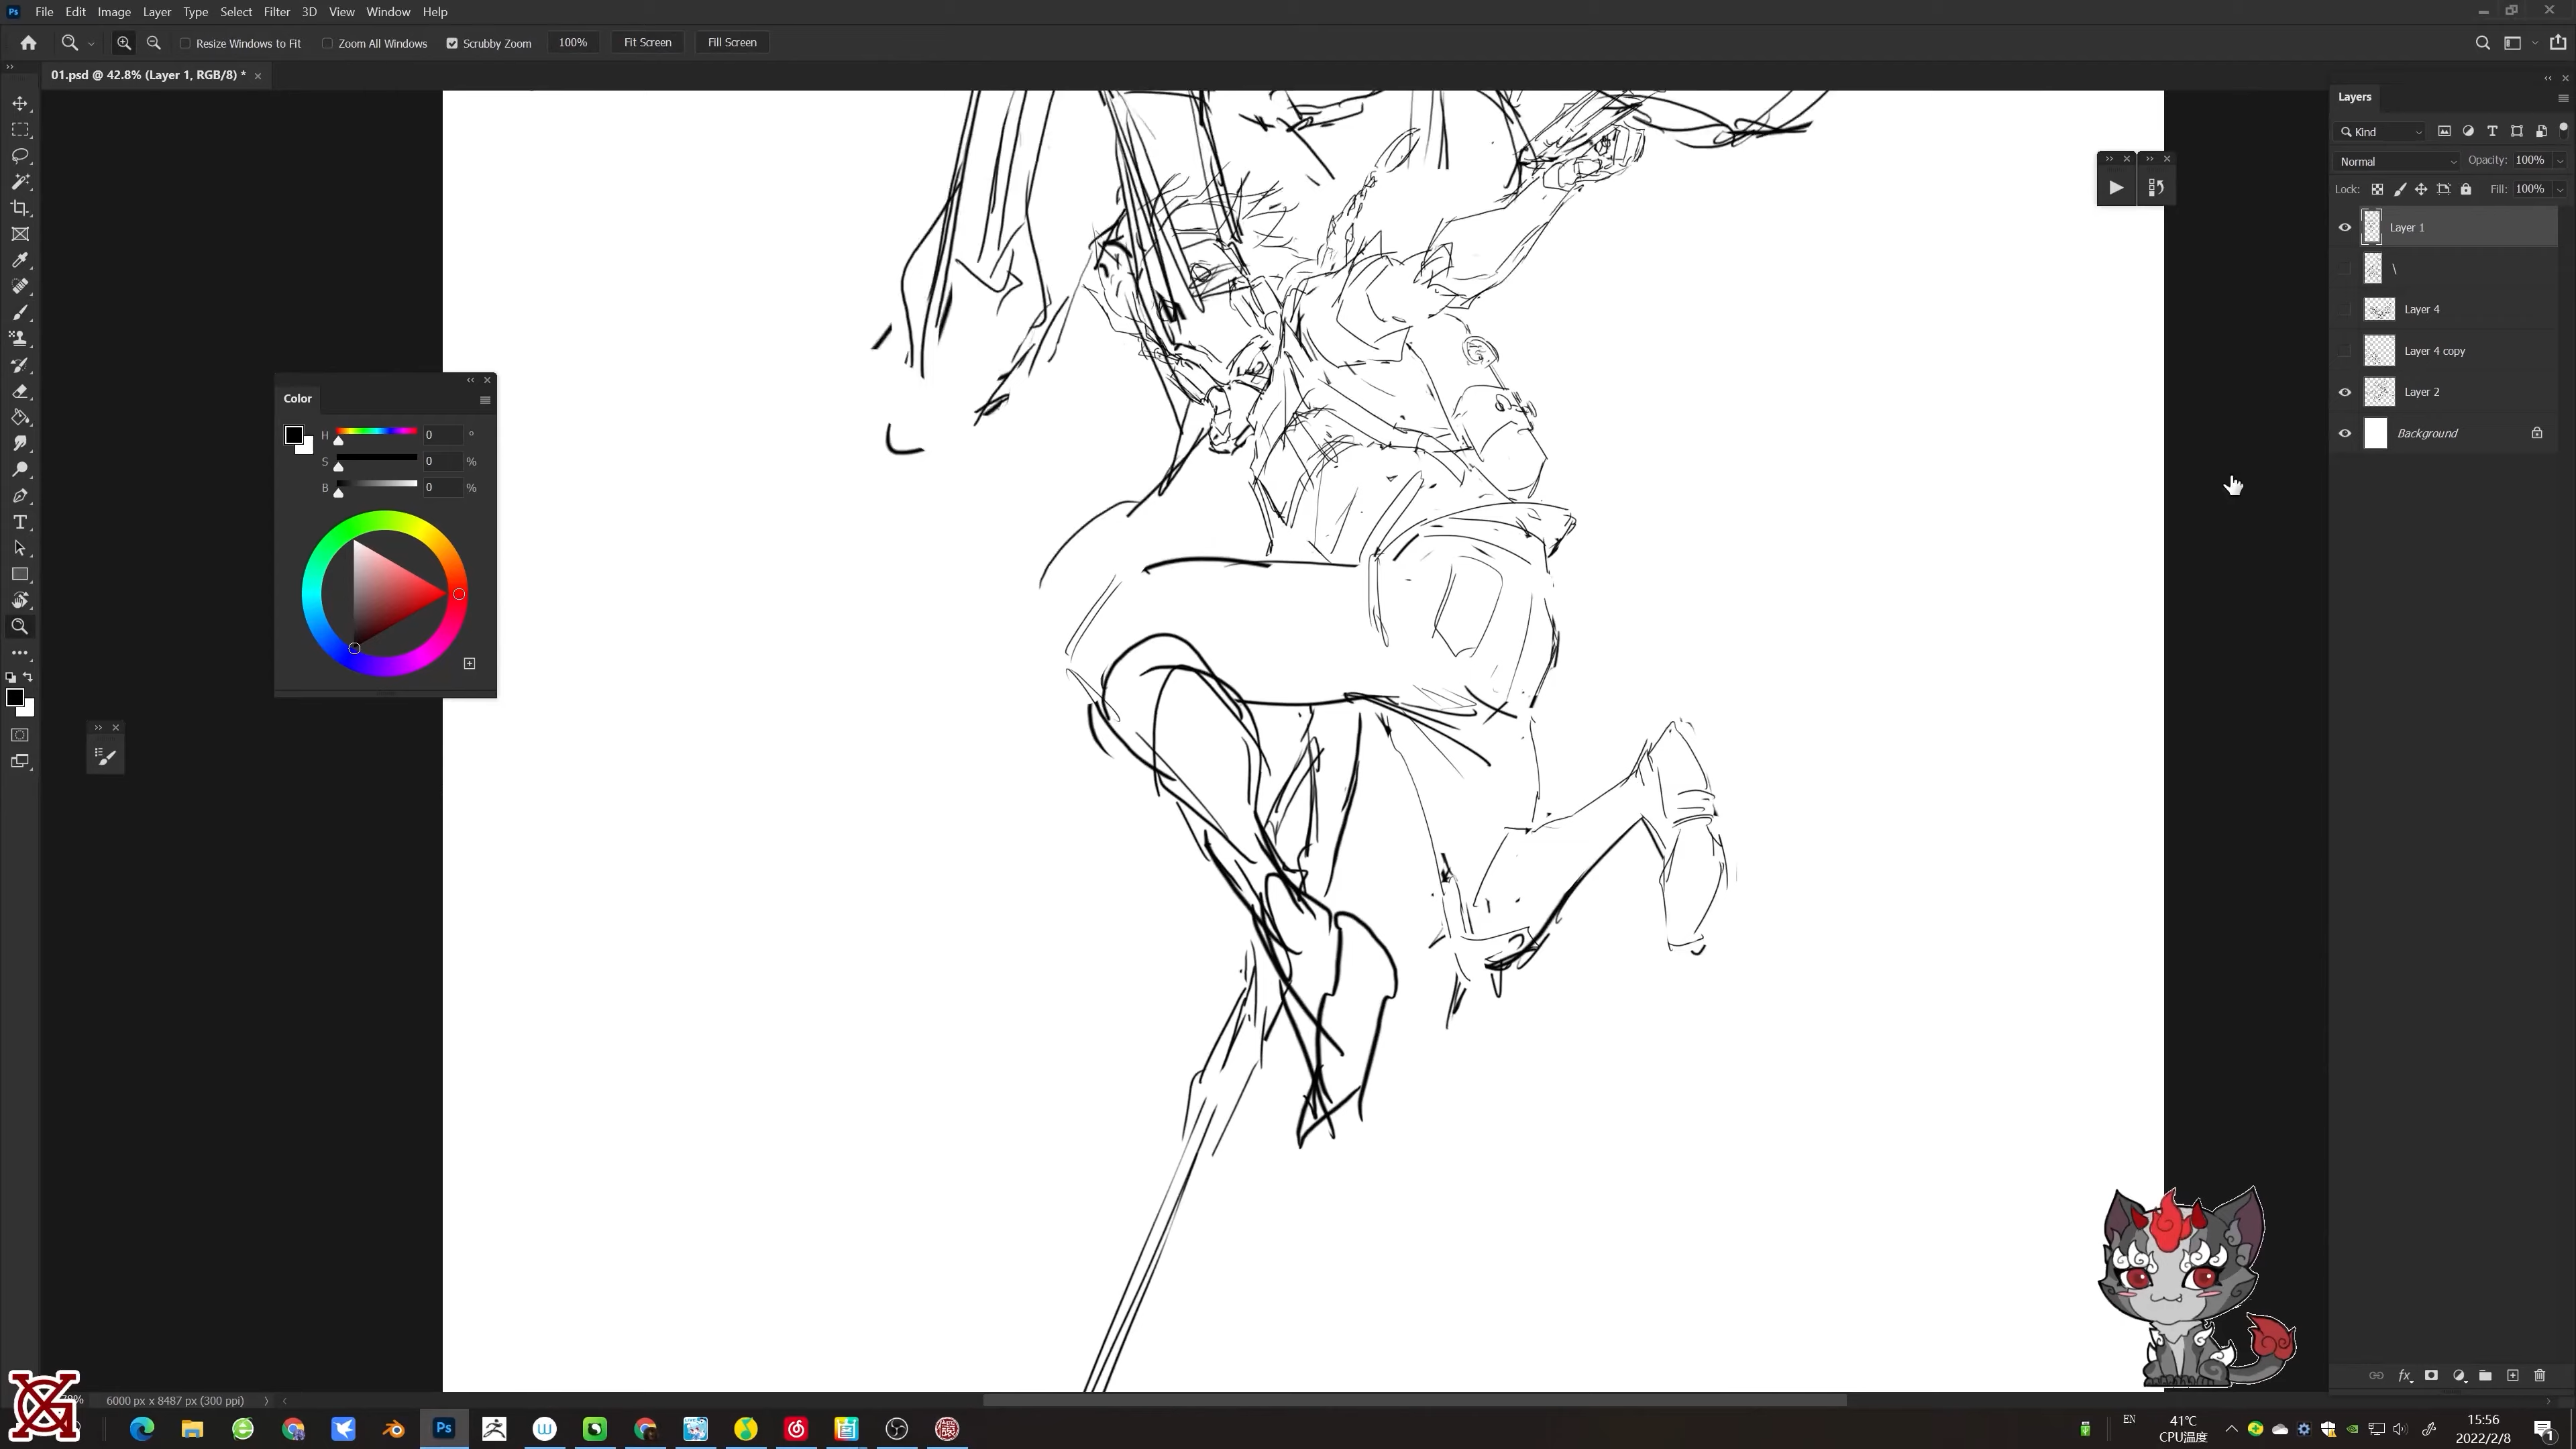 Ps File Edit Image Layer Type Select Filter 3D View Window Help
Resize Windows to Fit Zoom All Windows Scrubby Zoom 100% Fit Screen Fill Screen
01.psd @ 42.8% (Layer 1, RGB/8) *
Color
H 0 °
S 0 %
B 0 %
Layers
Kind
Normal Opacity: 100%
Lock: Fill: 100%
Layer 1
\
Layer 4
Layer 4 copy
Layer 2
Background
6000 px x 8487 px (300 ppi)
Ps
EN
41℃
CPU温度
15:56
2022/2/8
1